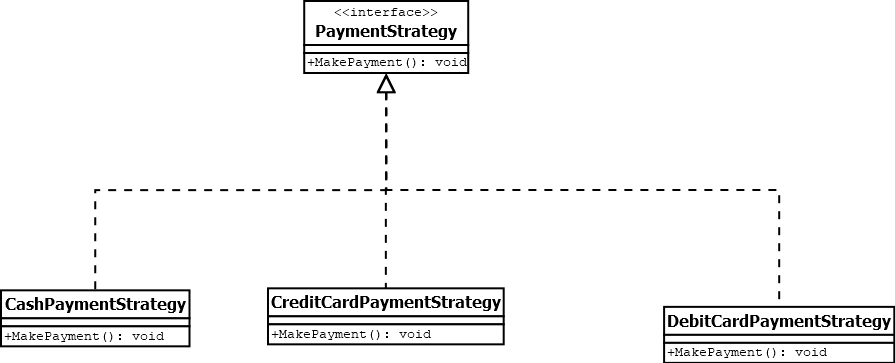 <<interface>>
PaymentStrategy
+MakePayment(): void
CashPaymentStrategy
+MakePayment(): void
CreditCardPaymentStrategy
+MakePayment(): void
DebitCardPaymentStrategy
+MakePayment(): void